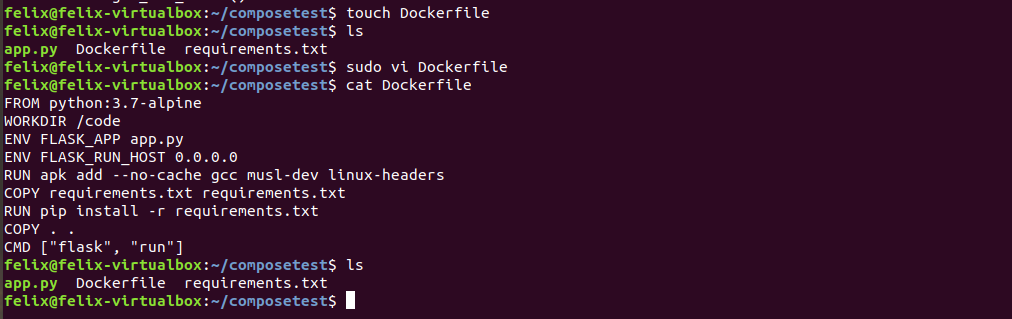 felix@felix-virtualbox:~/composetest$ touch Dockerfile
felix@felix-virtualbox:~/composetest$ ls
app.py  Dockerfile  requirements.txt
felix@felix-virtualbox:~/composetest$ sudo vi Dockerfile
felix@felix-virtualbox:~/composetest$ cat Dockerfile
FROM python:3.7-alpine
WORKDIR /code
ENV FLASK_APP app.py
ENV FLASK_RUN_HOST 0.0.0.0
RUN apk add --no-cache gcc musl-dev linux-headers
COPY requirements.txt requirements.txt
RUN pip install -r requirements.txt
COPY . .
CMD ["flask", "run"]
felix@felix-virtualbox:~/composetest$ ls
app.py  Dockerfile  requirements.txt
felix@felix-virtualbox:~/composetest$